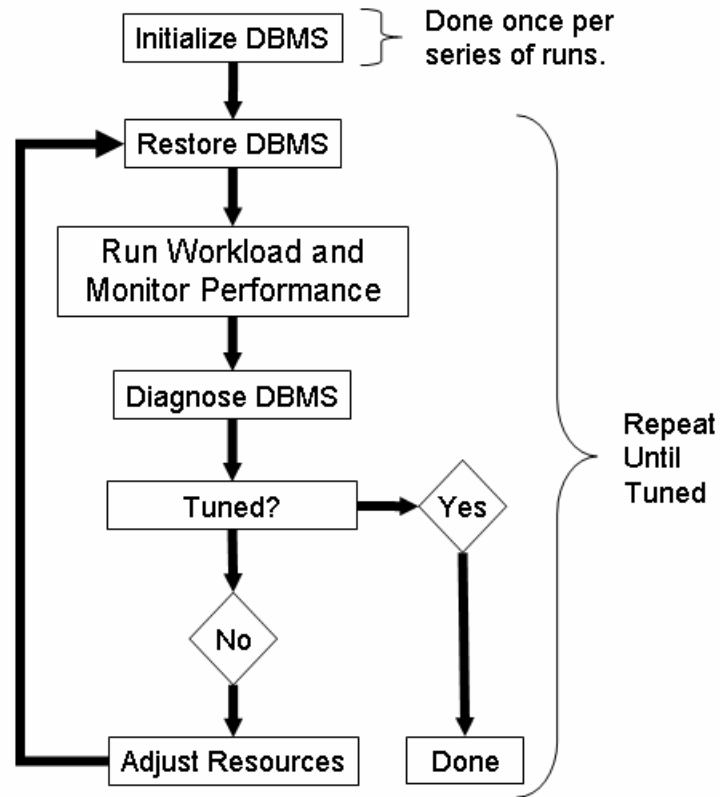 Initialize DBMS
Done once per
series of runs.
Restore DBMS
Run Workload and
Monitor Performance
Diagnose DBMS
Repeat
Until
Tuned
Tuned?
Yes
No
Adjust Resources
Done